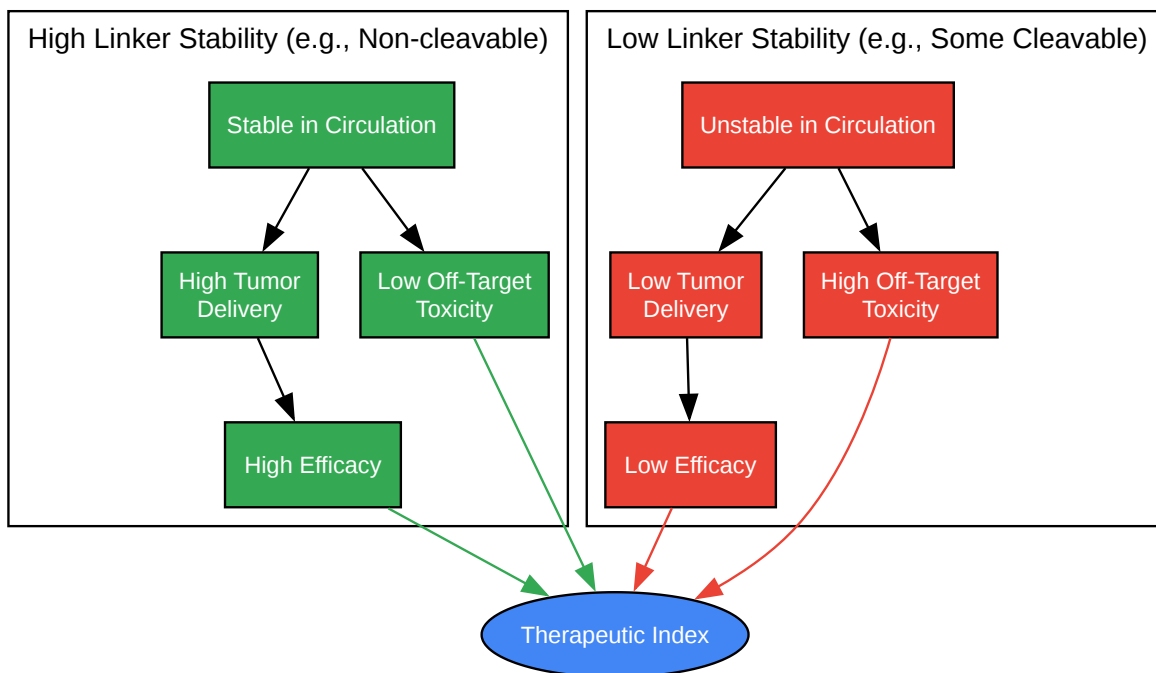 High Linker Stability (e.g., Non-cleavable)
Stable in Circulation
High Tumor
Delivery
Low Off-Target
Toxicity
High Efficacy
Low Linker Stability (e.g., Some Cleavable)
Unstable in Circulation
Low Tumor
Delivery
High Off-Target
Toxicity
Low Efficacy
Therapeutic Index